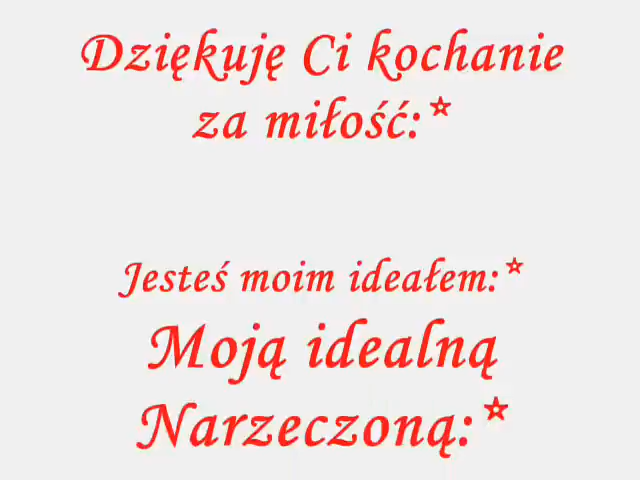 Dziękuję Ci kochanie
za miłość:*
Jesteś moim ideałem:*
Moją idealną
Narzeczoną:*